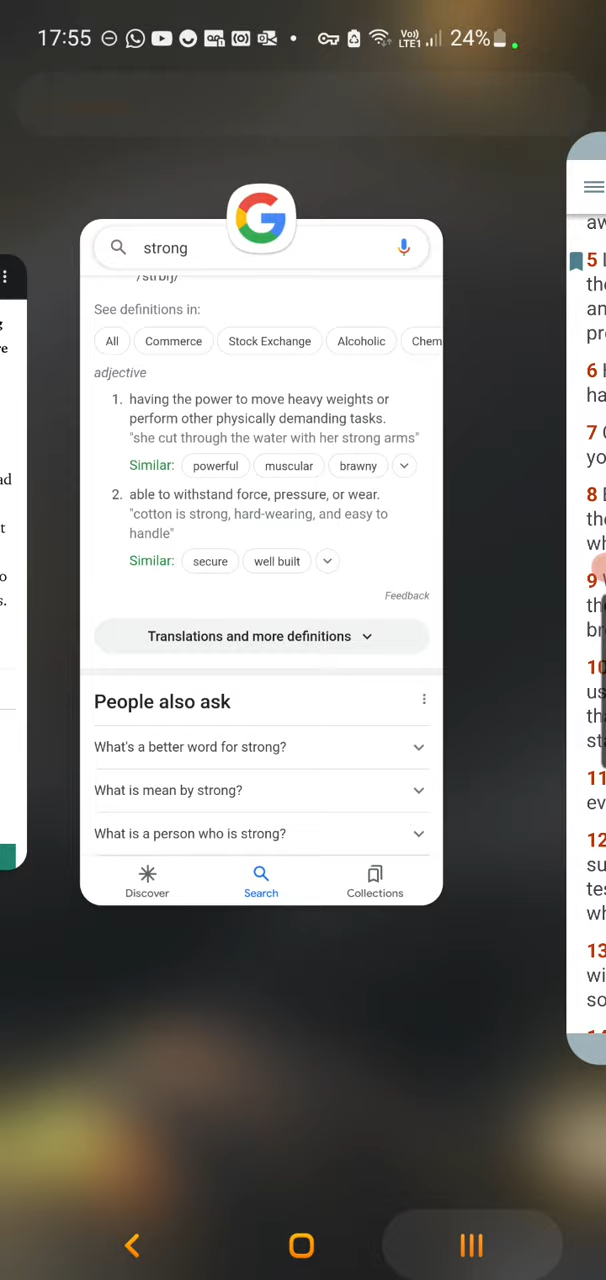 17:55
Vo))
LTE1
24%
strong
See definitions in:
All
Commerce
Stock Exchange
Alcoholic
Chem
adjective
1. having the power to move heavy weights or
perform other physically demanding tasks.
"she cut through the water with her strong arms"
Similar: powerful muscular brawny
2. able to withstand force, pressure, or wear.
"cotton is strong, hard-wearing, and easy to
handle"
Similar: secure well built
Feedback
Translations and more definitions
People also ask
What's a better word for strong?
What is mean by strong?
What is a person who is strong?
Discover
Search
Collections
5
6
7
8
9
10
11
12
13